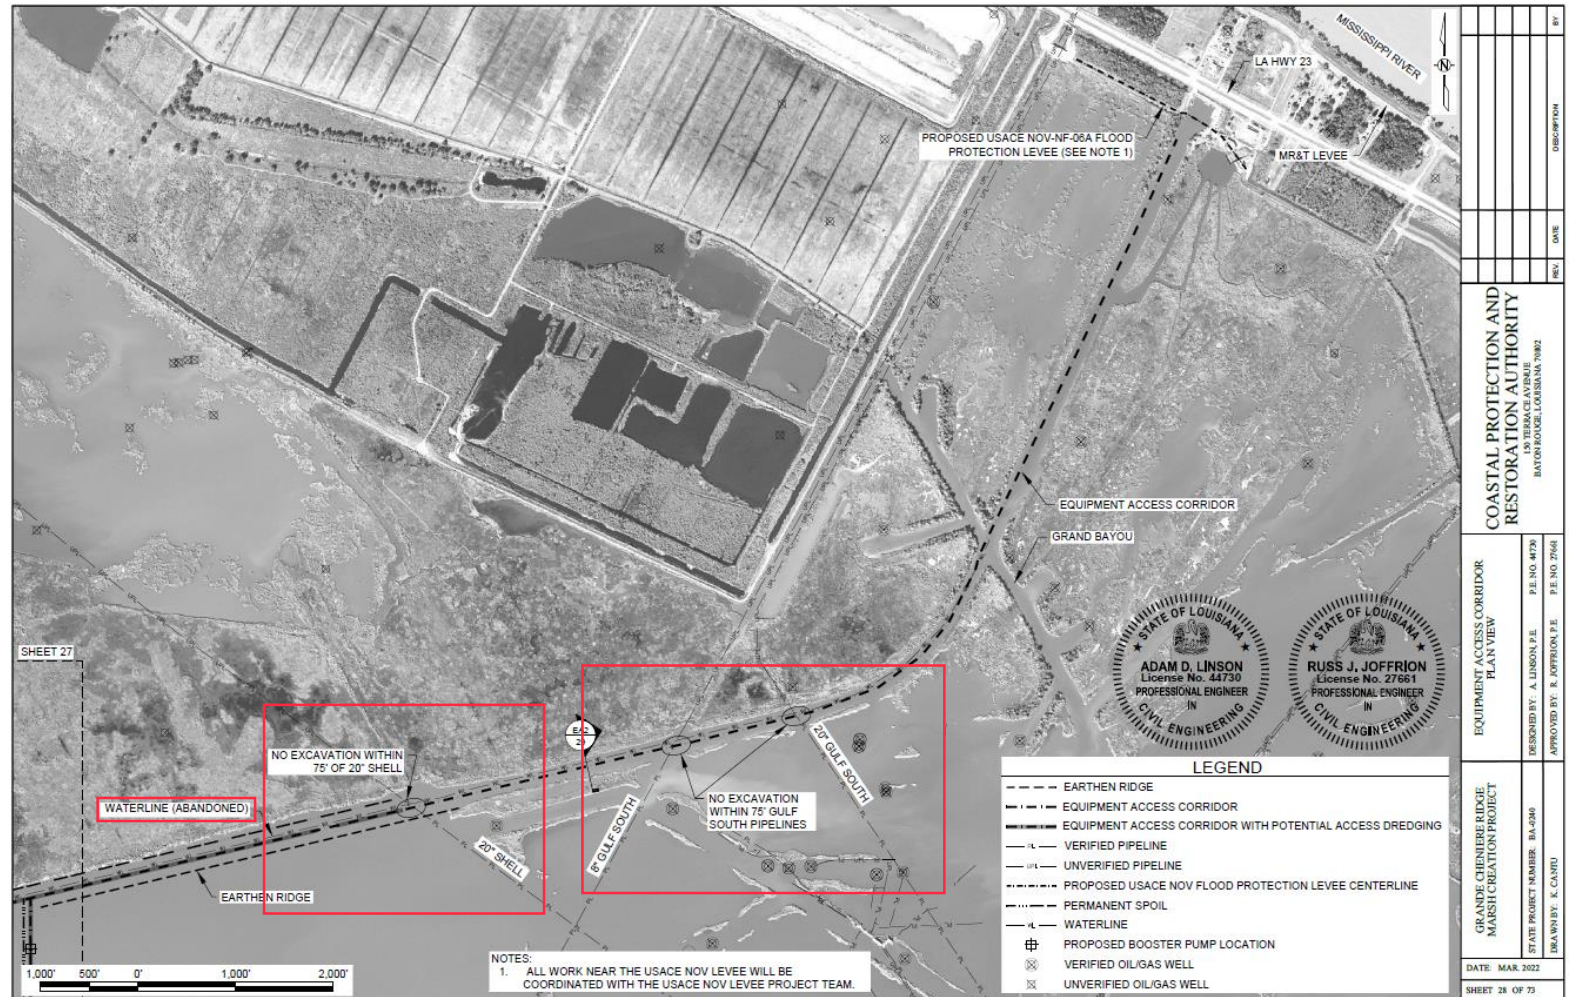 MISSISSIPPI RIVER
N
LA HWY 23
PROPOSED USACE NOV-NF-06A FLOOD
PROTECTION LEVEE (SEE NOTE 1)
MR&T LEVEE
EQUIPMENT ACCESS CORRIDOR
GRAND BAYOU
SHEET 27
NO EXCAVATION WITHIN
75' OF 20" SHELL
WATERLINE (ABANDONED)
EARTHEN RIDGE
20" SHELL
EA2
29
8" GULF SOUTH
NO EXCAVATION
WITHIN 75' GULF
SOUTH PIPELINES
20" GULF SOUTH
STATE OF LOUISIANA
ADAM D. LINSON
License No. 44730
PROFESSIONAL ENGINEER
IN
CIVIL ENGINEERING
STATE OF LOUISIANA
RUSS J. JOFFRION
License No. 27661
PROFESSIONAL ENGINEER
IN
CIVIL ENGINEERING
LEGEND
EARTHEN RIDGE
EQUIPMENT ACCESS CORRIDOR
EQUIPMENT ACCESS CORRIDOR WITH POTENTIAL ACCESS DREDGING
PL VERIFIED PIPELINE
UPL UNVERIFIED PIPELINE
PROPOSED USACE NOV FLOOD PROTECTION LEVEE CENTERLINE
PERMANENT SPOIL
WL WATERLINE
PROPOSED BOOSTER PUMP LOCATION
VERIFIED OIL/GAS WELL
UNVERIFIED OIL/GAS WELL
1,000' 500' 0' 1,000' 2,000'
NOTES:
1. ALL WORK NEAR THE USACE NOV LEVEE WILL BE
COORDINATED WITH THE USACE NOV LEVEE PROJECT TEAM.
REV. DATE DESCRIPTION BY
COASTAL PROTECTION AND
RESTORATION AUTHORITY
150 TERRACE AVENUE
BATON ROUGE, LOUISIANA 70802
EQUIPMENT ACCESS CORRIDOR
PLAN VIEW
DESIGNED BY: A. LINSON, P.E. P.E. NO. 44730
APPROVED BY: R. JOFFRION, P.E. P.E. NO. 27661
GRANDE CHENIERE RIDGE
MARSH CREATION PROJECT
STATE PROJECT NUMBER: BA-0240
DRAWN BY: K. CANTU
DATE: MAR. 2022
SHEET 28 OF 73